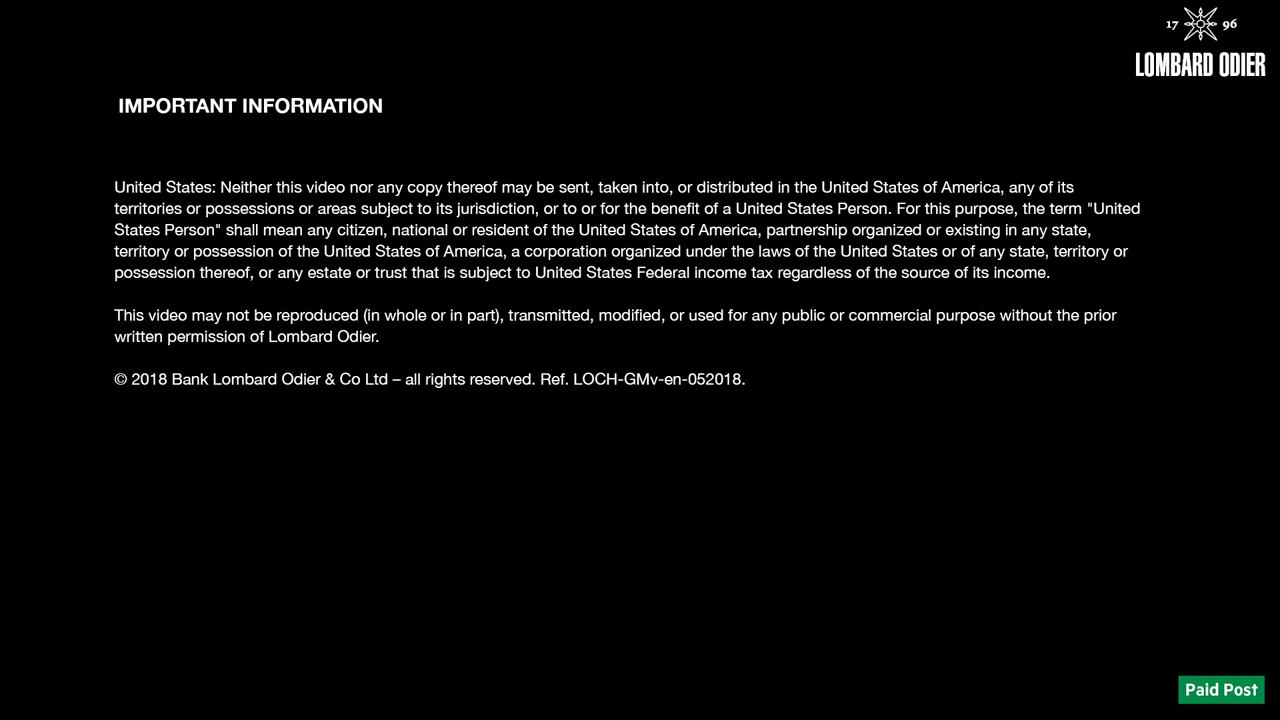 17 96
LOMBARD ODIER
IMPORTANT INFORMATION
United States: Neither this video nor any copy thereof may be sent, taken into, or distributed in the United States of America, any of its
territories or possessions or areas subject to its jurisdiction, or to or for the benefit of a United States Person. For this purpose, the term "United
States Person" shall mean any citizen, national or resident of the United States of America, partnership organized or existing in any state,
territory or possession of the United States of America, a corporation organized under the laws of the United States or of any state, territory or
possession thereof, or any estate or trust that is subject to United States Federal income tax regardless of the source of its income.
This video may not be reproduced (in whole or in part), transmitted, modified, or used for any public or commercial purpose without the prior
written permission of Lombard Odier.
© 2018 Bank Lombard Odier & Co Ltd – all rights reserved. Ref. LOCH-GMv-en-052018.
Paid Post